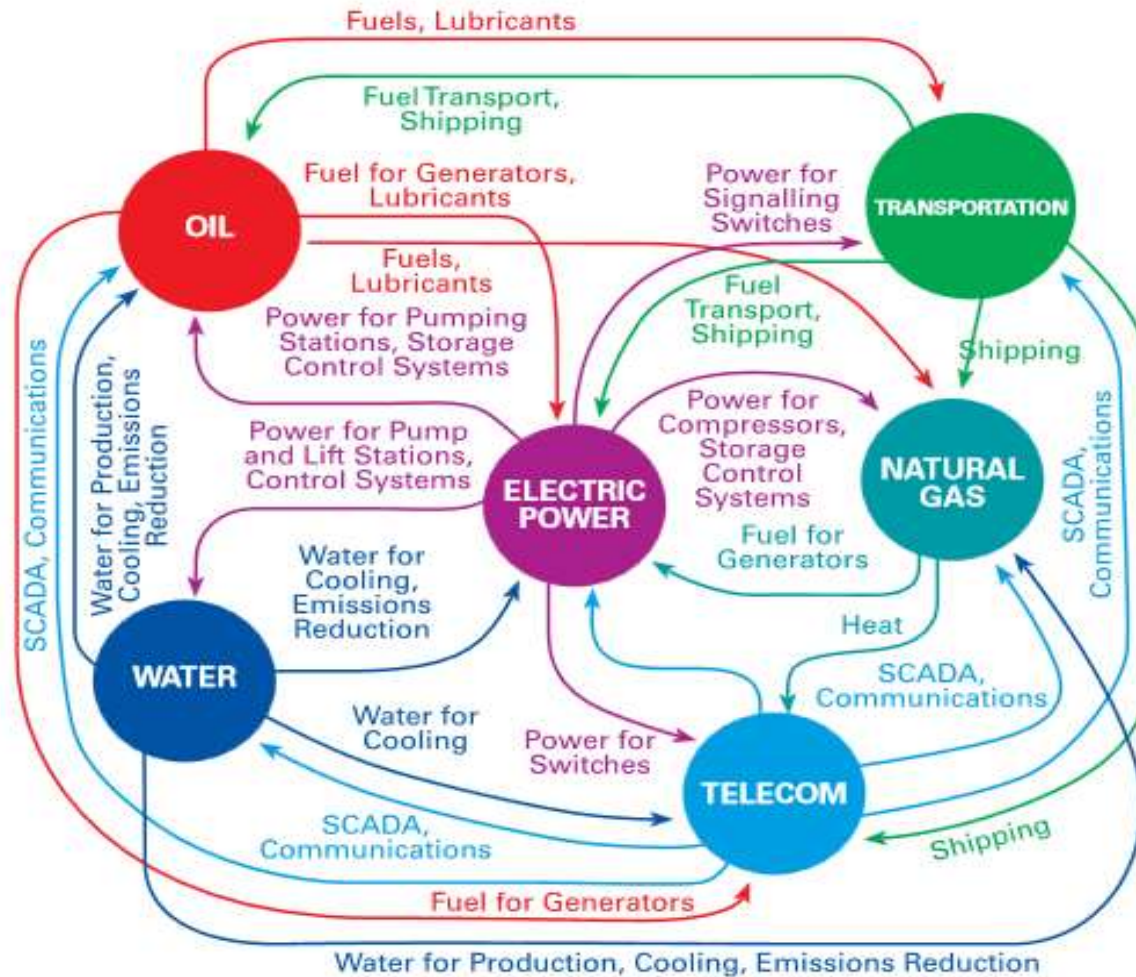 Fuels, Lubricants
Fuel Transport,
Shipping
OIL
Fuel for Generators,
Lubricants
Power for
Signalling
Switches
TRANSPORTATION
Fuels,
Lubricants
Fuel
Transport,
Shipping
Shipping
Power for Pumping
Stations, Storage
Control Systems
Power for
Compressors,
Storage
Control
Systems
Power for Pump
and Lift Stations,
Control Systems
ELECTRIC
POWER
NATURAL
GAS
SCADA, Communications
Water for Production,
Cooling, Emissions
Reduction
SCADA,
Communications
Fuel for
Generators
Water for
Cooling,
Emissions
Reduction
Heat
WATER
SCADA,
Communications
Water for
Cooling
Power for
Switches
TELECOM
SCADA,
Communications
Shipping
Fuel for Generators
Water for Production, Cooling, Emissions Reduction